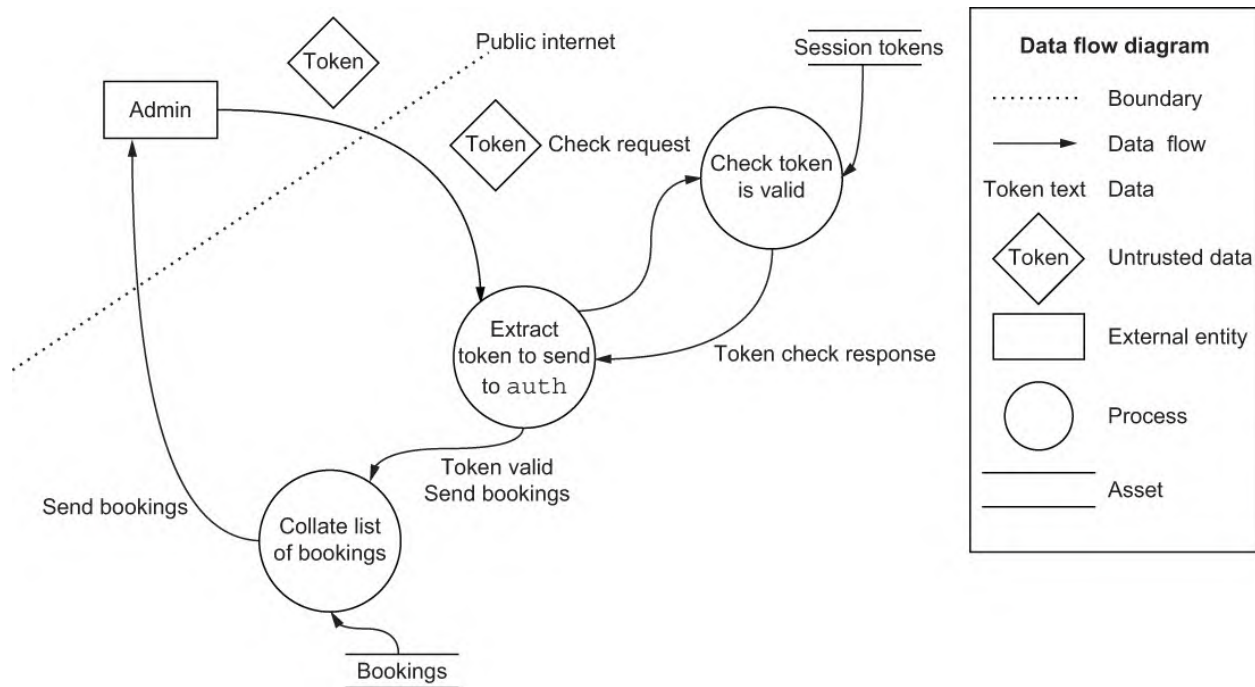 Public internet
Token
Admin
Session tokens
Token
Check request
Check token
is valid
Extract
token to send
to auth
Token check response
Token valid
Send bookings
Send bookings
Collate list
of bookings
Bookings
Data flow diagram
Boundary
Data flow
Token text
Data
Token
Untrusted data
External entity
Process
Asset